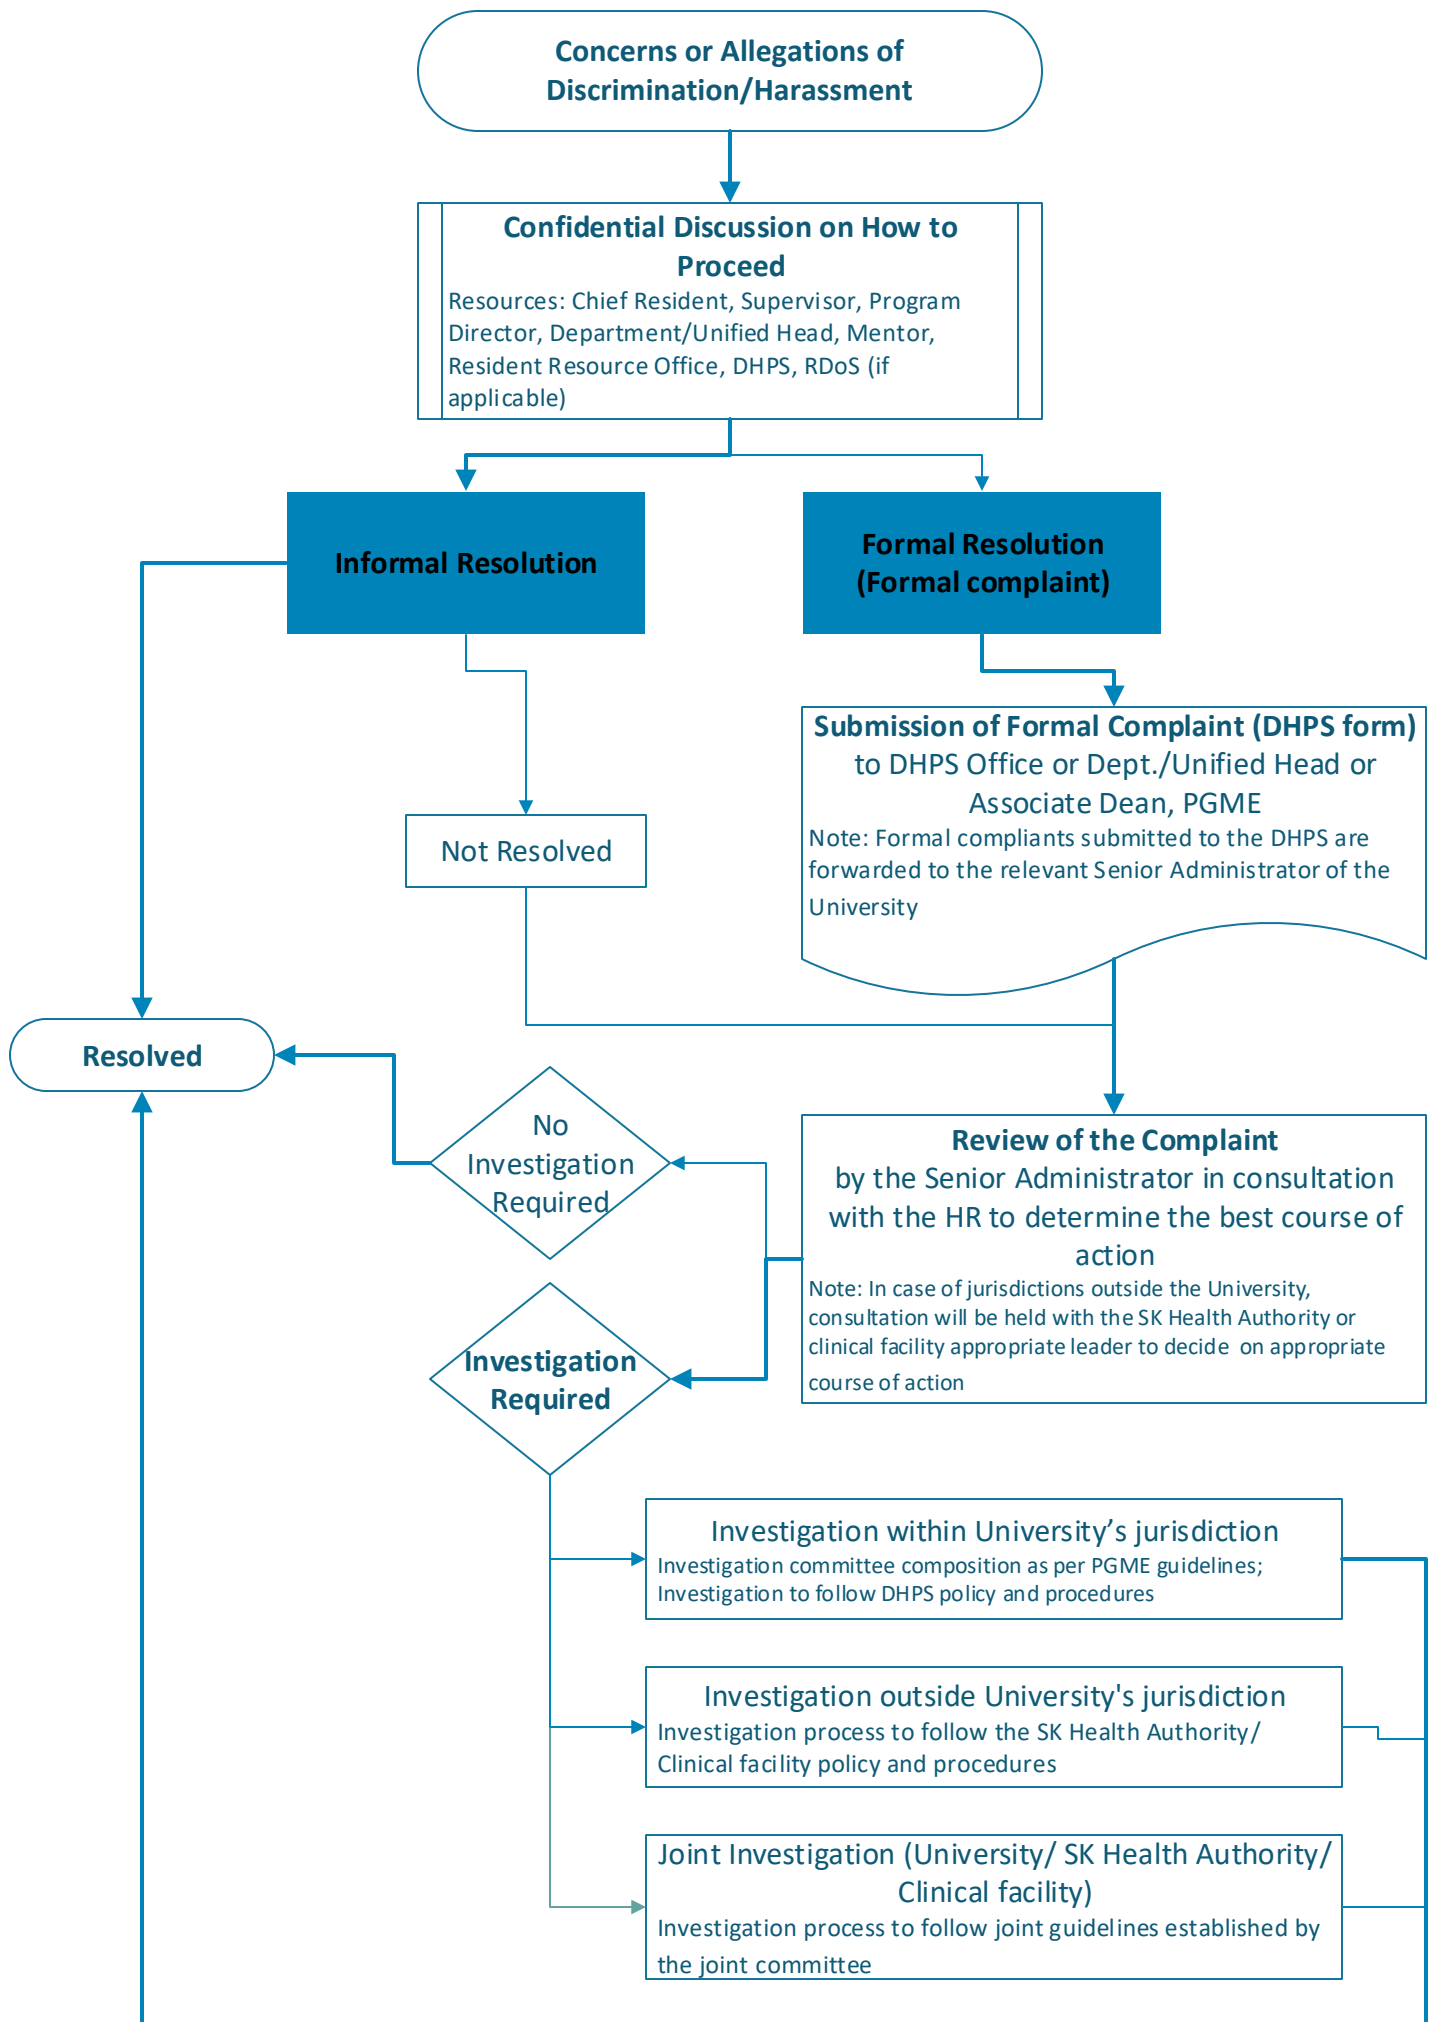 Concerns or Allegations of
Discrimination/Harassment
Confidential Discussion on How to
Proceed
Resources: Chief Resident, Supervisor, Program
Director, Department/Unified Head, Mentor,
Resident Resource Office, DHPS, RDoS (if
applicable)
Informal Resolution
Formal Resolution
(Formal complaint)
Submission of Formal Complaint (DHPS form)
to DHPS Office or Dept./Unified Head or
Associate Dean, PGME
Note: Formal compliants submitted to the DHPS are
forwarded to the relevant Senior Administrator of the
University
Not Resolved
Resolved
No
Investigation
Required
Review of the Complaint
by the Senior Administrator in consultation
with the HR to determine the best course of
action
Note: In case of jurisdictions outside the University,
consultation will be held with the SK Health Authority or
clinical facility appropriate leader to decide on appropriate
course of action
Investigation
Required
Investigation within University’s jurisdiction
Investigation committee composition as per PGME guidelines;
Investigation to follow DHPS policy and procedures
Investigation outside University's jurisdiction
Investigation process to follow the SK Health Authority/
Clinical facility policy and procedures
Joint Investigation (University/ SK Health Authority/
Clinical facility)
Investigation process to follow joint guidelines established by
the joint committee